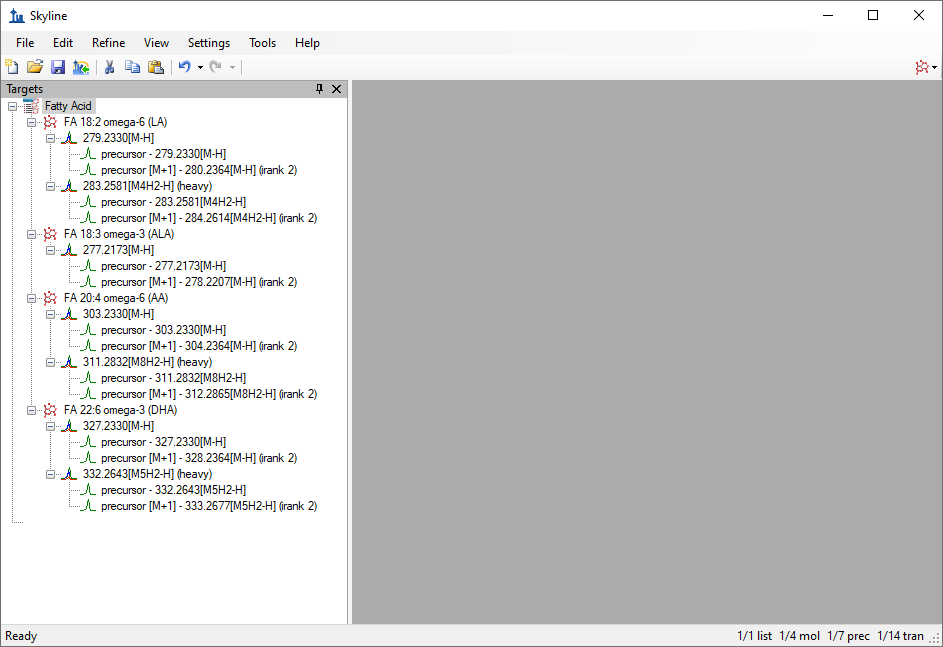 Skyline
File Edit Refine View Settings Tools Help
Targets
Fatty Acid
FA 18:2 omega-6 (LA)
279.2330[M-H]
precursor - 279.2330[M-H]
precursor [M+1] - 280.2364[M-H] (irank 2)
283.2581[M4H2-H] (heavy)
precursor - 283.2581[M4H2-H]
precursor [M+1] - 284.2614[M4H2-H] (irank 2)
FA 18:3 omega-3 (ALA)
277.2173[M-H]
precursor - 277.2173[M-H]
precursor [M+1] - 278.2207[M-H] (irank 2)
FA 20:4 omega-6 (AA)
303.2330[M-H]
precursor - 303.2330[M-H]
precursor [M+1] - 304.2364[M-H] (irank 2)
311.2832[M8H2-H] (heavy)
precursor - 311.2832[M8H2-H]
precursor [M+1] - 312.2865[M8H2-H] (irank 2)
FA 22:6 omega-3 (DHA)
327.2330[M-H]
precursor - 327.2330[M-H]
precursor [M+1] - 328.2364[M-H] (irank 2)
332.2643[M5H2-H] (heavy)
precursor - 332.2643[M5H2-H]
precursor [M+1] - 333.2677[M5H2-H] (irank 2)
Ready 1/1 list 1/4 mol 1/7 prec 1/14 tran